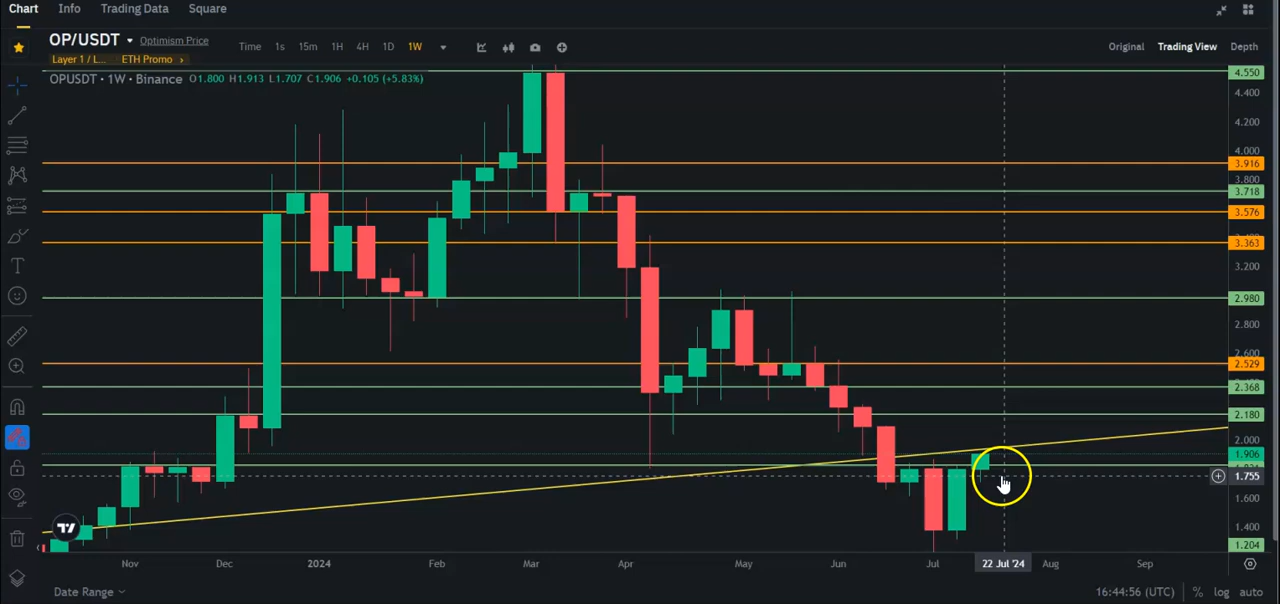 Chart Info Trading Data Square
OP/USDT Optimism Price
Layer 1 / L... ETH Promo
Time 1s 15m 1H 4H 1D 1W
Original Trading View Depth
OPUSDT · 1W · Binance O1.800 H1.913 L1.707 C1.906 +0.105 (+5.83%)
4.550
4.400
4.200
4.000
3.916
3.800
3.718
3.576
3.363
3.200
2.980
2.800
2.600
2.529
2.368
2.180
2.000
1.906
1.755
1.600
1.400
1.204
Nov Dec 2024 Feb Mar Apr May Jun Jul 22 Jul '24 Aug Sep
Date Range 16:44:56 (UTC) % log auto